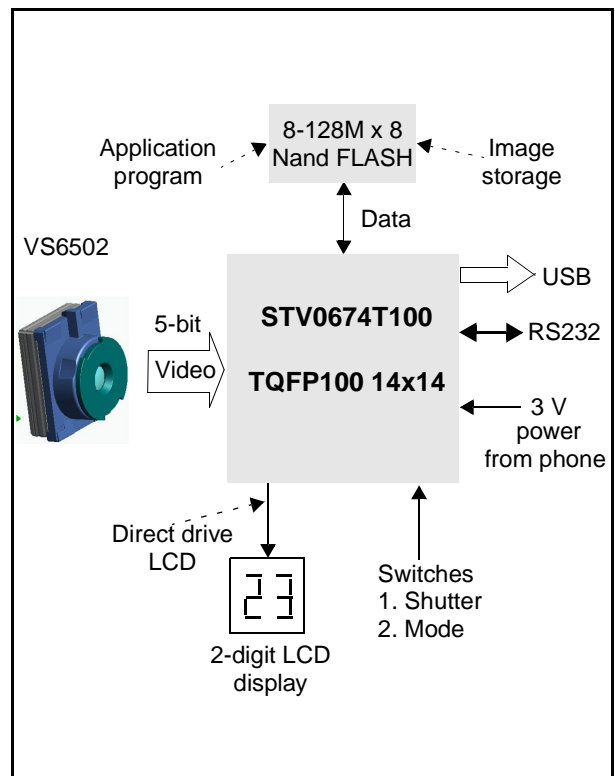 8-128M x 8
Nand FLASH
Application
program
Image
storage
Data
VS6502
5-bit
Video
STV0674T100
TQFP100 14x14
USB
RS232
3 V
power
from phone
Direct drive
LCD
23
2-digit LCD
display
Switches
1. Shutter
2. Mode